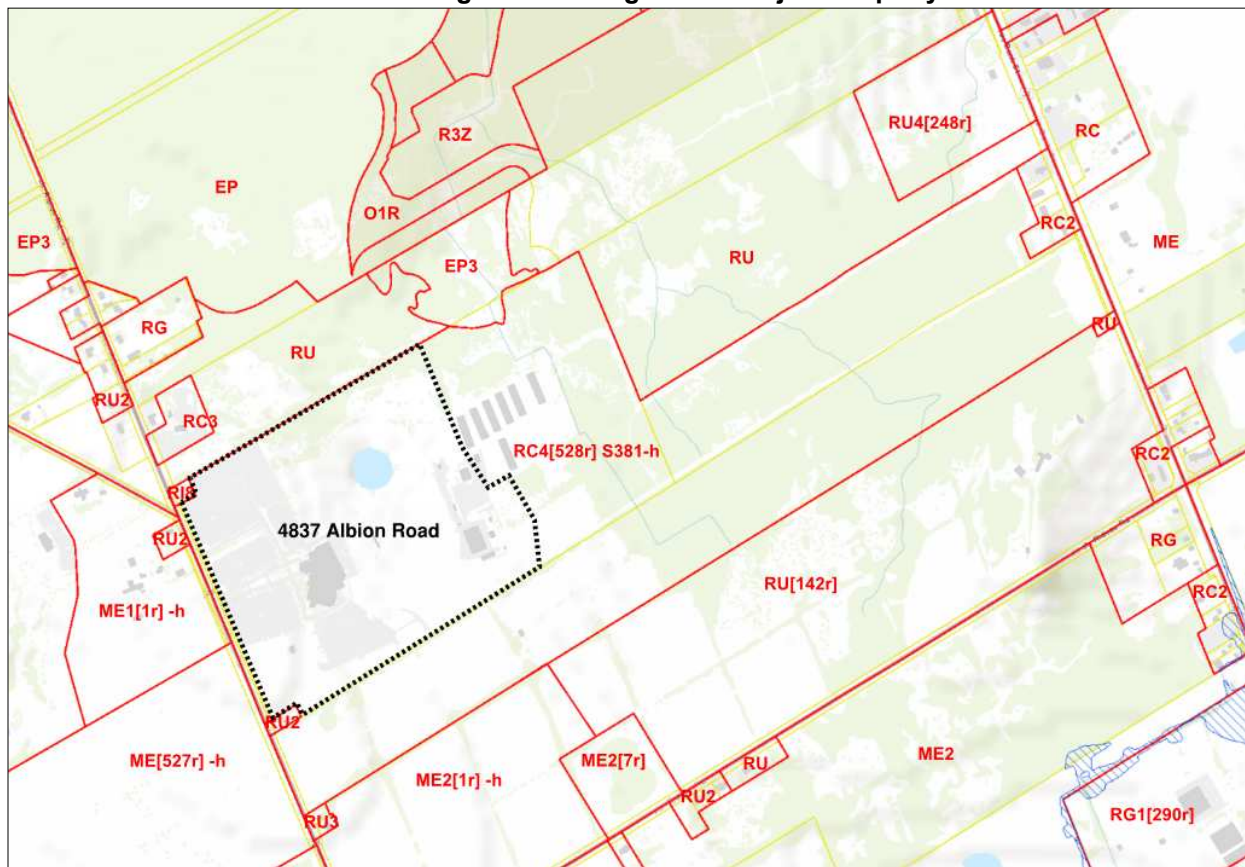 RU4[248r]
RC
R3Z
EP
O1R
RC2
ME
EP3
EP3
RU
RG
RU
RU
RU2
RC3
RC4[528r] S381-h
RC2
RI8
4837 Albion Road
RU2
RG
RU[142r]
RC2
ME1[1r] -h
RU2
ME[527r] -h
ME2[1r] -h
ME2[7r]
RU
ME2
RU2
RU3
RG1[290r]